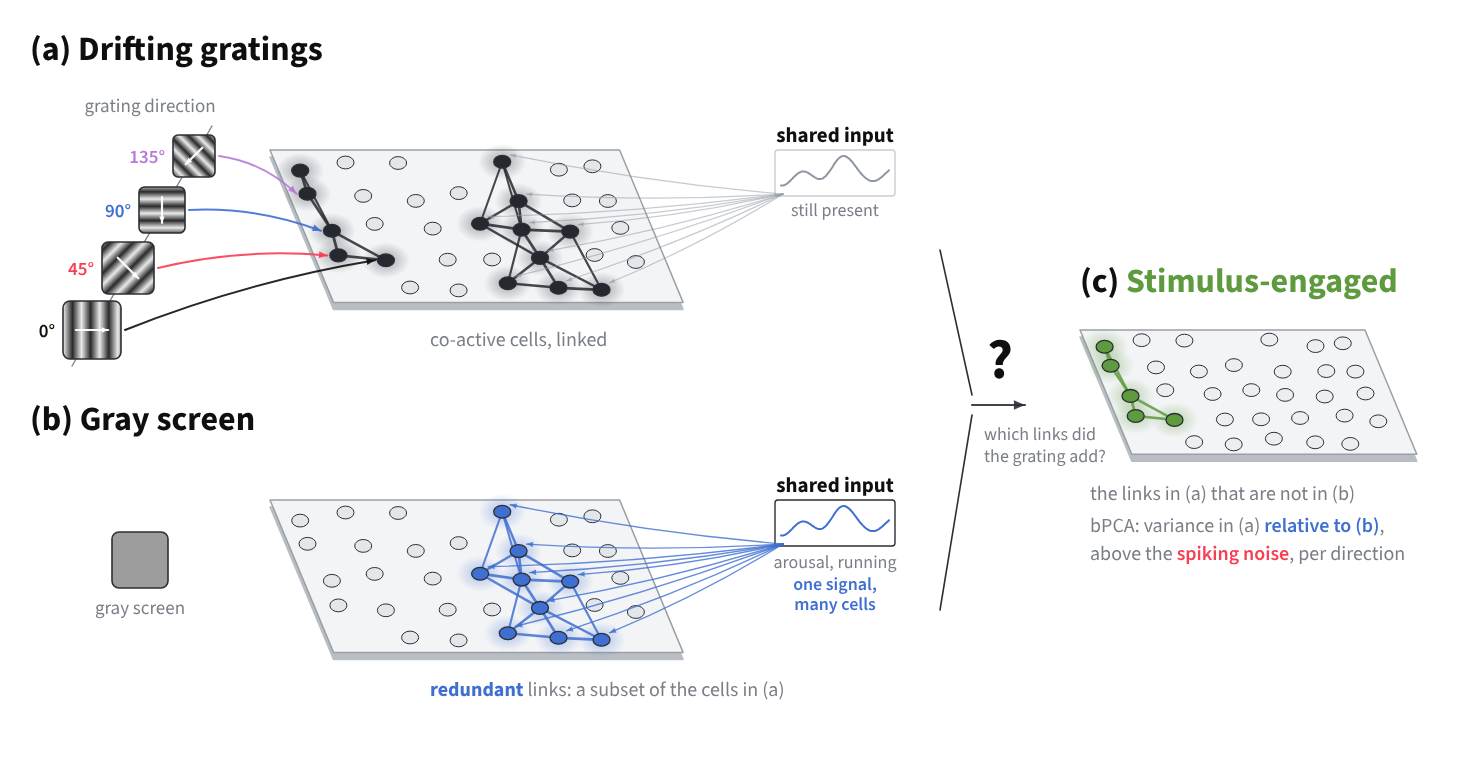 (a) Drifting gratings
grating direction
135°
90°
45°
0°
shared input
still present
co-active cells, linked
(b) Gray screen
gray screen
shared input
arousal, running
one signal,
many cells
redundant links: a subset of the cells in (a)
?
which links did
the grating add?
(c) Stimulus-engaged
the links in (a) that are not in (b)
bPCA: variance in (a) relative to (b),
above the spiking noise, per direction